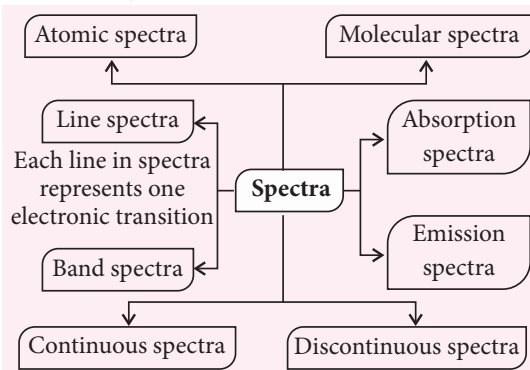 Atomic spectra
Molecular spectra
Line spectra
Each line in spectra
represents one
electronic transition
Absorption
spectra
Spectra
Emission
spectra
Band spectra
Continuous spectra
Discontinuous spectra